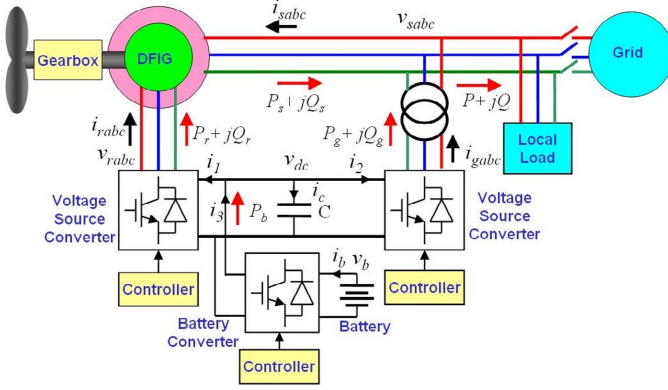 i_sabc
v_sabc
Gearbox
DFIG
Grid
P_s+jQ_s
P+jQ
i_rabc
P_r+jQ_r
P_g+jQ_g
i_gabc
Local
Load
v_rabc
i_1
v_dc
i_2
Voltage
Source
Converter
i_3
P_b
i_c
C
Voltage
Source
Converter
Controller
i_b
v_b
Controller
Battery
Converter
Battery
Controller